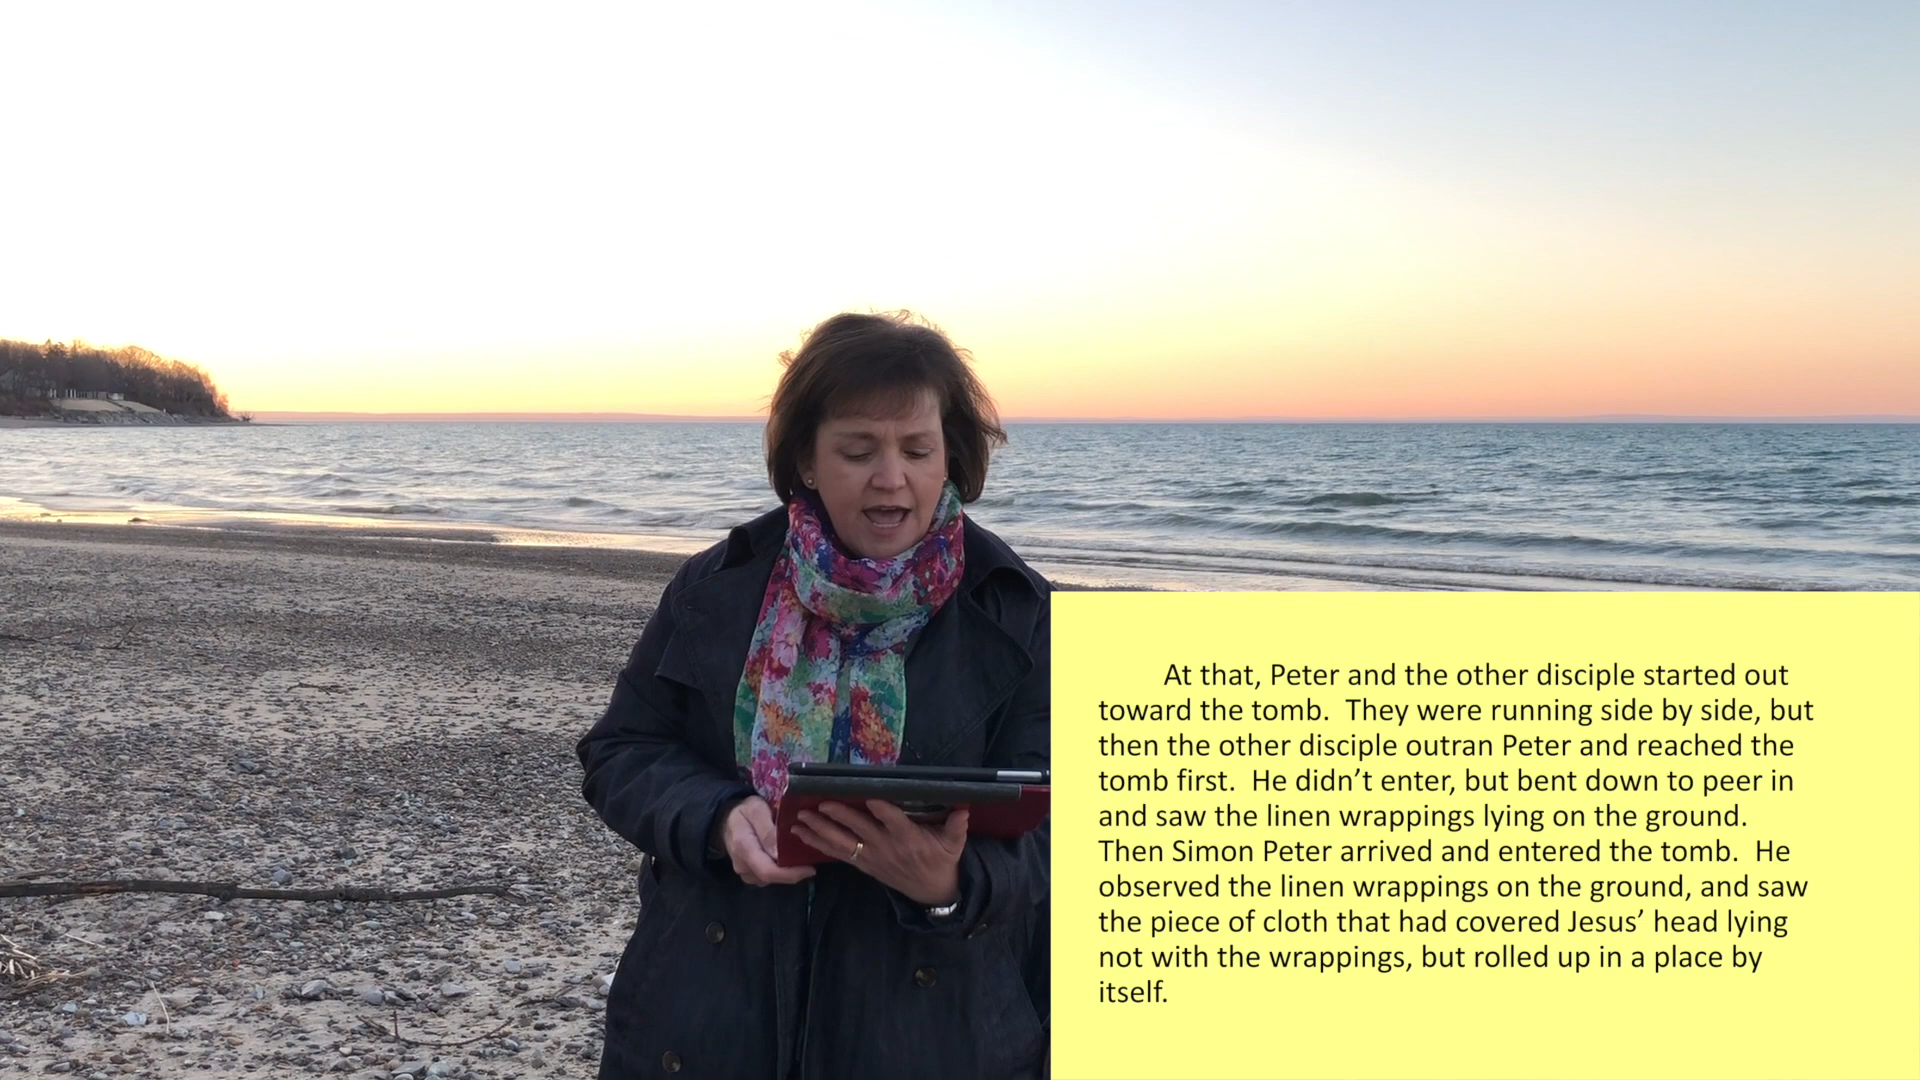 At that, Peter and the other disciple started out
toward the tomb.  They were running side by side, but
then the other disciple outran Peter and reached the
tomb first.  He didn’t enter, but bent down to peer in
and saw the linen wrappings lying on the ground.
Then Simon Peter arrived and entered the tomb.  He
observed the linen wrappings on the ground, and saw
the piece of cloth that had covered Jesus’ head lying
not with the wrappings, but rolled up in a place by
itself.